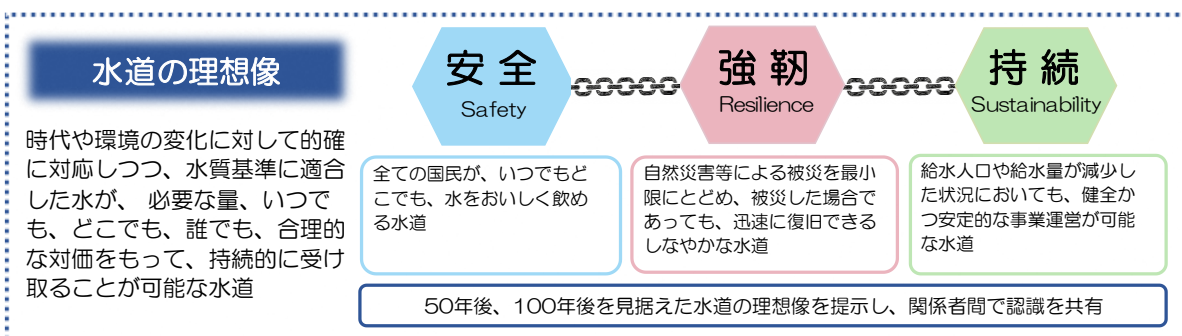 水道の理想像
時代や環境の変化に対して的確
に対応しつつ、水質基準に適合
した水が、 必要な量、いつで
も、どこでも、誰でも、合理的
な対価をもって、持続的に受け
取ることが可能な水道
安全
Safety
全ての国民が、いつでもど
こでも、水をおいしく飲め
る水道
強靭
Resilience
自然災害等による被災を最小
限にとどめ、被災した場合で
あっても、迅速に復旧できる
しなやかな水道
持続
Sustainability
給水人口や給水量が減少し
た状況においても、健全か
つ安定的な事業運営が可能
な水道
50年後、100年後を見据えた水道の理想像を提示し、関係者間で認識を共有